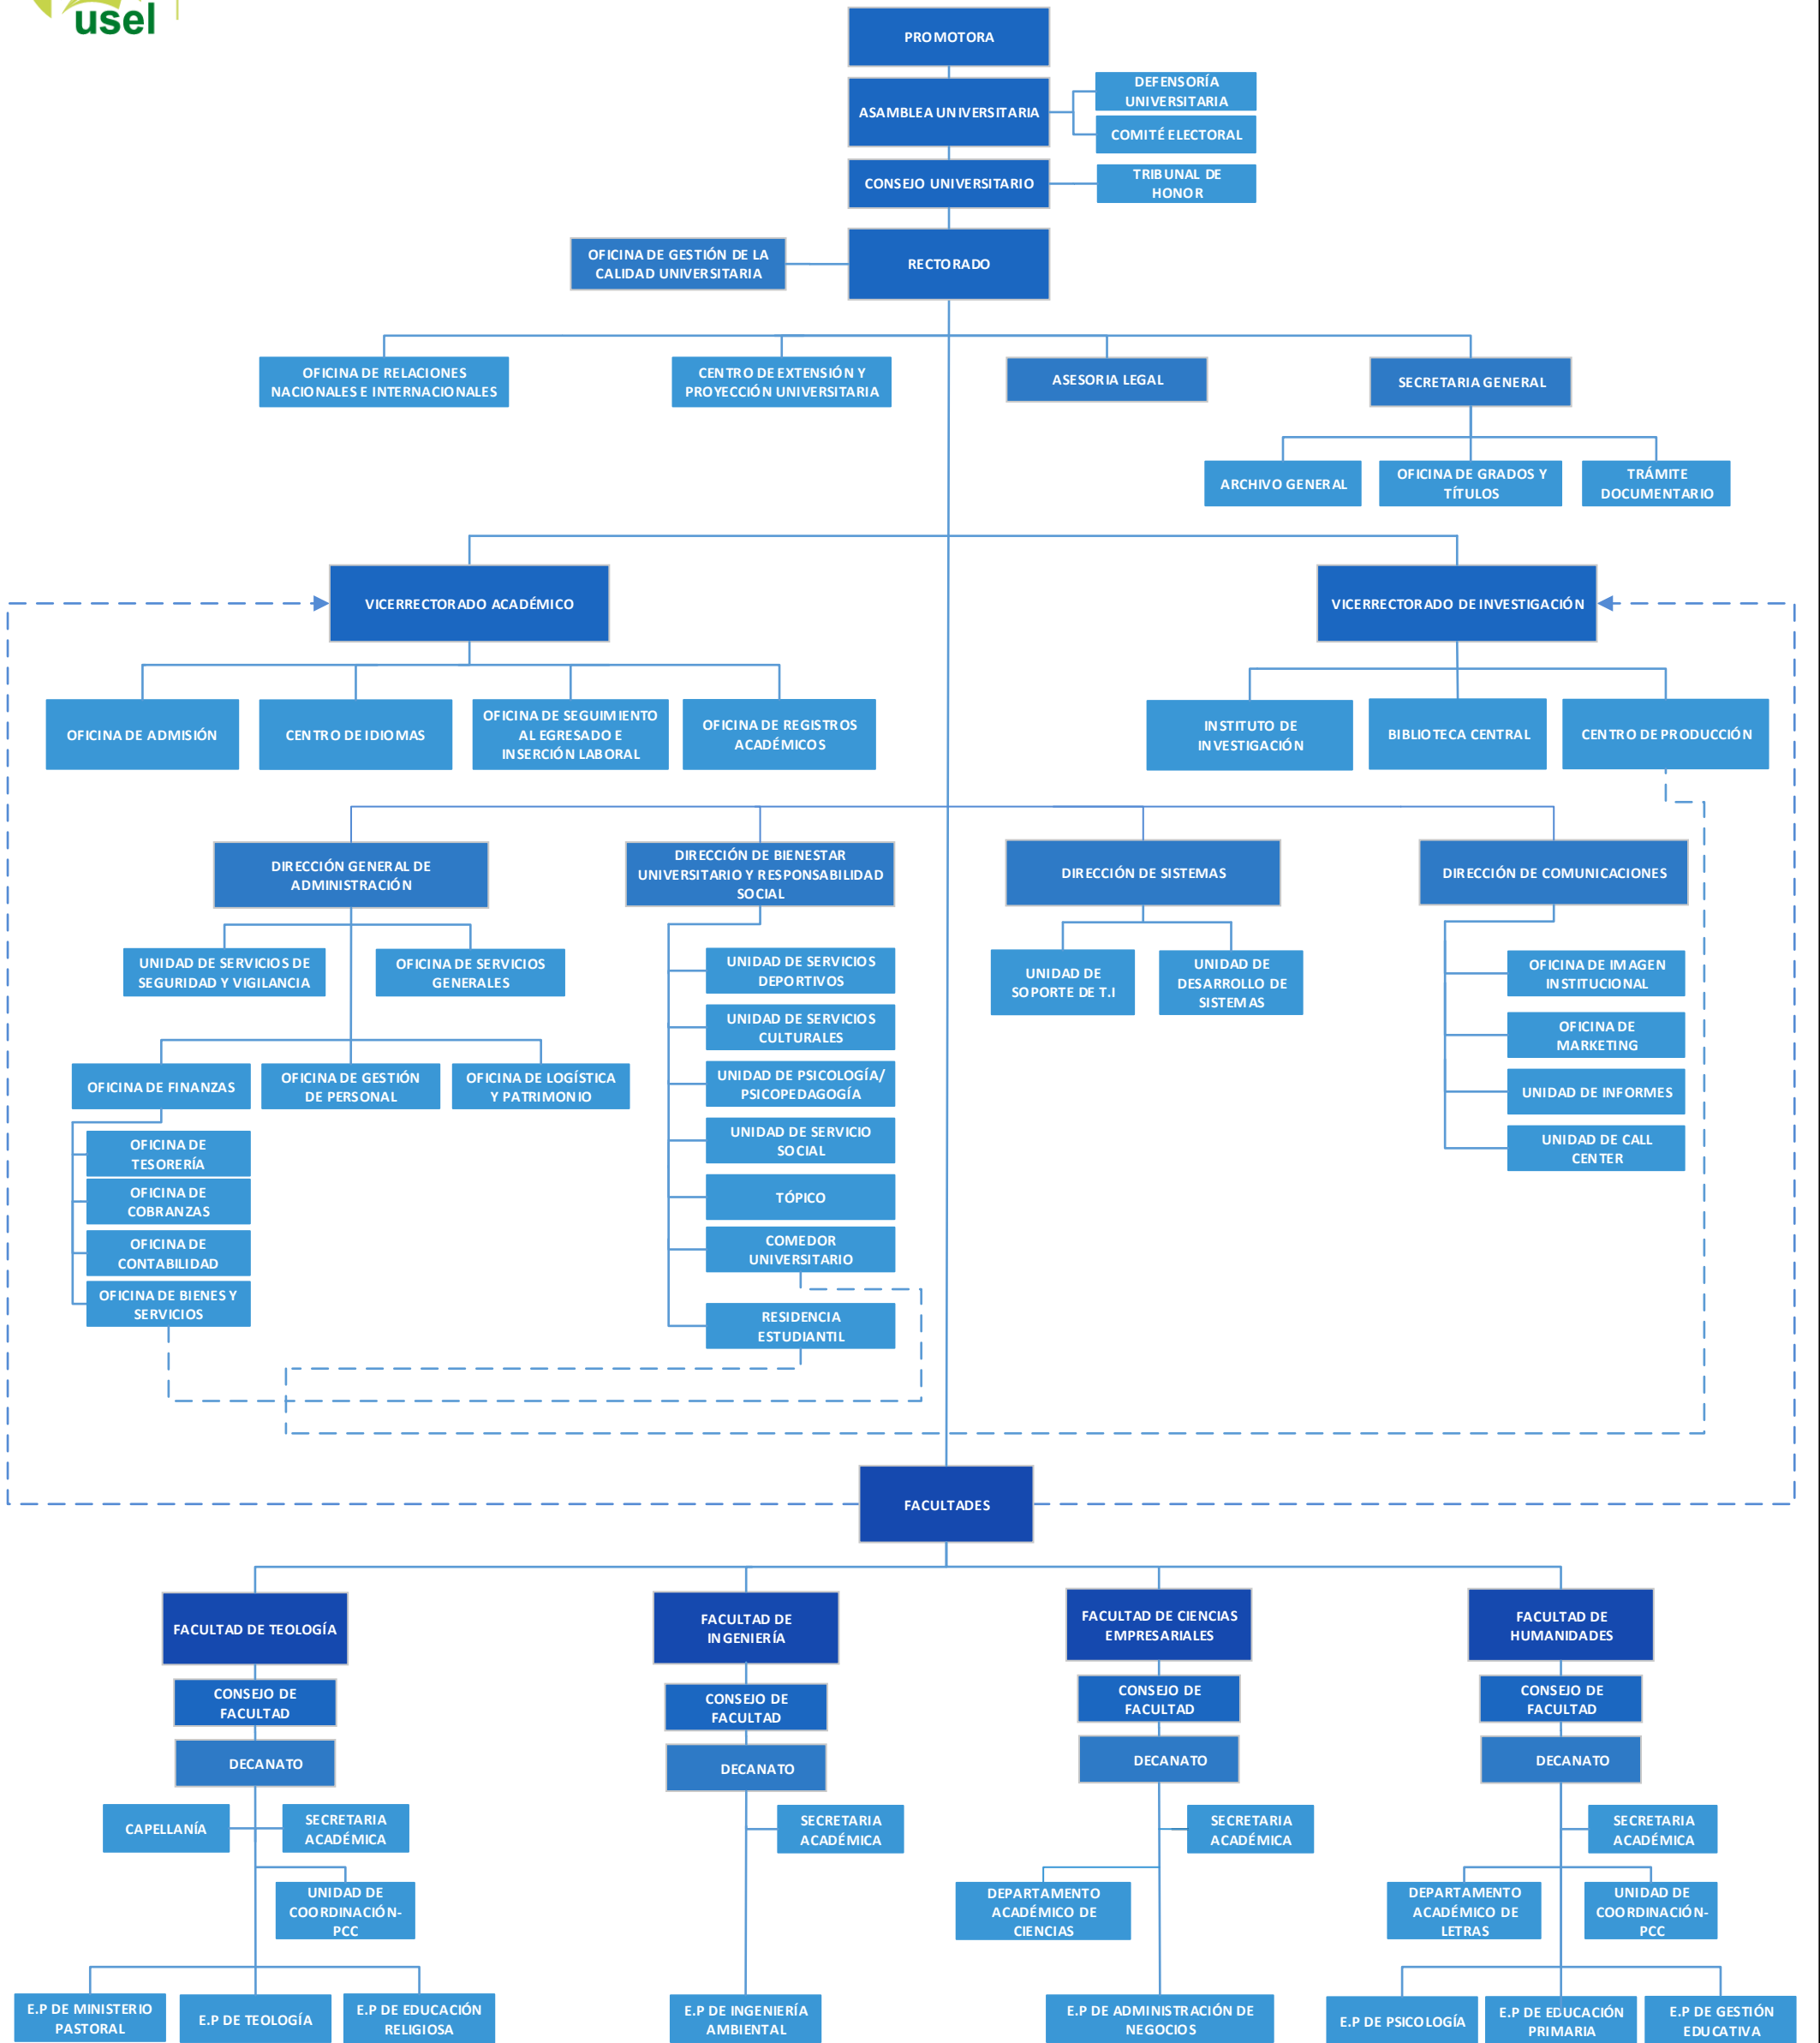 usel
PROMOTORA
ASAMBLEA UNIVERSITARIA
DEFENSORÍA
UNIVERSITARIA
COMITÉ ELECTORAL
CONSEJO UNIVERSITARIO
TRIBUNAL DE
HONOR
OFICINA DE GESTIÓN DE LA
CALIDAD UNIVERSITARIA
RECTORADO
OFICINA DE RELACIONES
NACIONALES E INTERNACIONALES
CENTRO DE EXTENSIÓN Y
PROYECCIÓN UNIVERSITARIA
ASESORIA LEGAL
SECRETARIA GENERAL
ARCHIVO GENERAL
OFICINA DE GRADOS Y
TÍTULOS
TRÁMITE
DOCUMENTARIO
VICERRECTORADO ACADÉMICO
VICERRECTORADO DE INVESTIGACIÓN
OFICINA DE ADMISIÓN
CENTRO DE IDIOMAS
OFICINA DE SEGUIMIENTO
AL EGRESADO E
INSERCIÓN LABORAL
OFICINA DE REGISTROS
ACADÉMICOS
INSTITUTO DE
INVESTIGACIÓN
BIBLIOTECA CENTRAL
CENTRO DE PRODUCCIÓN
DIRECCIÓN GENERAL DE
ADMINISTRACIÓN
DIRECCIÓN DE BIENESTAR
UNIVERSITARIO Y RESPONSABILIDAD
SOCIAL
DIRECCIÓN DE SISTEMAS
DIRECCIÓN DE COMUNICACIONES
UNIDAD DE SERVICIOS DE
SEGURIDAD Y VIGILANCIA
OFICINA DE SERVICIOS
GENERALES
OFICINA DE FINANZAS
OFICINA DE GESTIÓN
DE PERSONAL
OFICINA DE LOGÍSTICA
Y PATRIMONIO
OFICINA DE
TESORERÍA
OFICINA DE
COBRANZAS
OFICINA DE
CONTABILIDAD
OFICINA DE BIENES Y
SERVICIOS
UNIDAD DE SERVICIOS
DEPORTIVOS
UNIDAD DE SERVICIOS
CULTURALES
UNIDAD DE PSICOLOGÍA/
PSICOPEDAGOGÍA
UNIDAD DE SERVICIO
SOCIAL
TÓPICO
COMEDOR
UNIVERSITARIO
RESIDENCIA
ESTUDIANTIL
UNIDAD DE
SOPORTE DE T.I
UNIDAD DE
DESARROLLO DE
SISTEMAS
OFICINA DE IMAGEN
INSTITUCIONAL
OFICINA DE
MARKETING
UNIDAD DE INFORMES
UNIDAD DE CALL
CENTER
FACULTADES
FACULTAD DE TEOLOGÍA
CONSEJO DE
FACULTAD
DECANATO
CAPELLANÍA
SECRETARIA
ACADÉMICA
UNIDAD DE
COORDINACIÓN-
PCC
E.P DE MINISTERIO
PASTORAL
E.P DE TEOLOGÍA
E.P DE EDUCACIÓN
RELIGIOSA
FACULTAD DE
INGENIERÍA
CONSEJO DE
FACULTAD
DECANATO
SECRETARIA
ACADÉMICA
E.P DE INGENIERÍA
AMBIENTAL
FACULTAD DE CIENCIAS
EMPRESARIALES
CONSEJO DE
FACULTAD
DECANATO
SECRETARIA
ACADÉMICA
DEPARTAMENTO
ACADÉMICO DE
CIENCIAS
E.P DE ADMINISTRACIÓN DE
NEGOCIOS
FACULTAD DE
HUMANIDADES
CONSEJO DE
FACULTAD
DECANATO
SECRETARIA
ACADÉMICA
DEPARTAMENTO
ACADÉMICO DE
LETRAS
UNIDAD DE
COORDINACIÓN-
PCC
E.P DE PSICOLOGÍA
E.P DE EDUCACIÓN
PRIMARIA
E.P DE GESTIÓN
EDUCATIVA